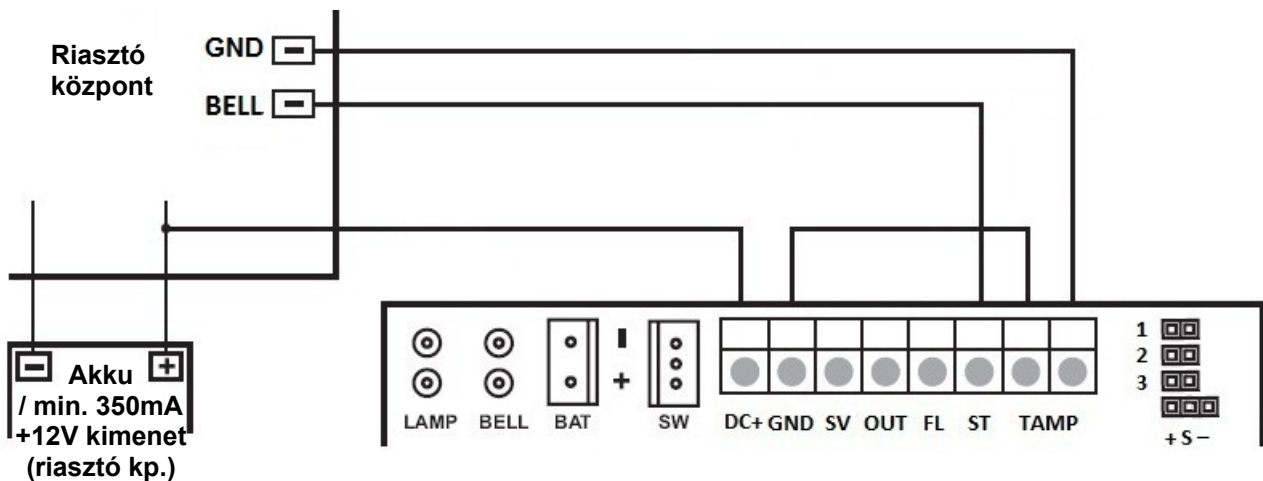 Riasztó
központ
GND -
BELL -
- Akku +
/ min. 350mA
+12V kimenet
(riasztó kp.)
LAMP BELL BAT - + SW DC+ GND SV OUT FL ST TAMP
1
2
3
+ S -